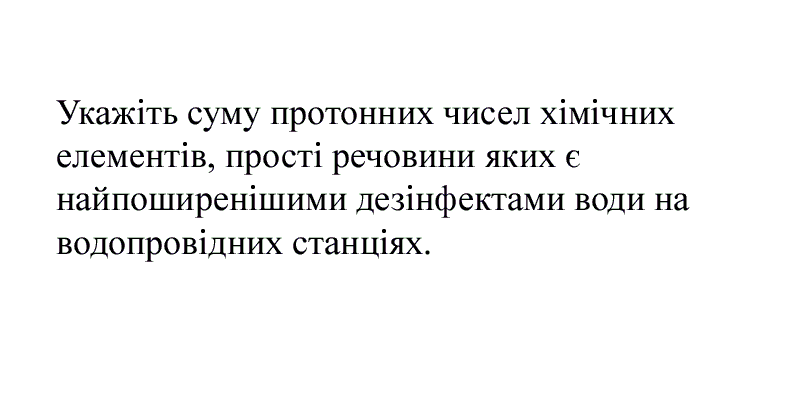 Укажіть суму протонних чисел хімічних
елементів, прості речовини яких є
найпоширенішими дезінфектами води на
водопровідних станціях.